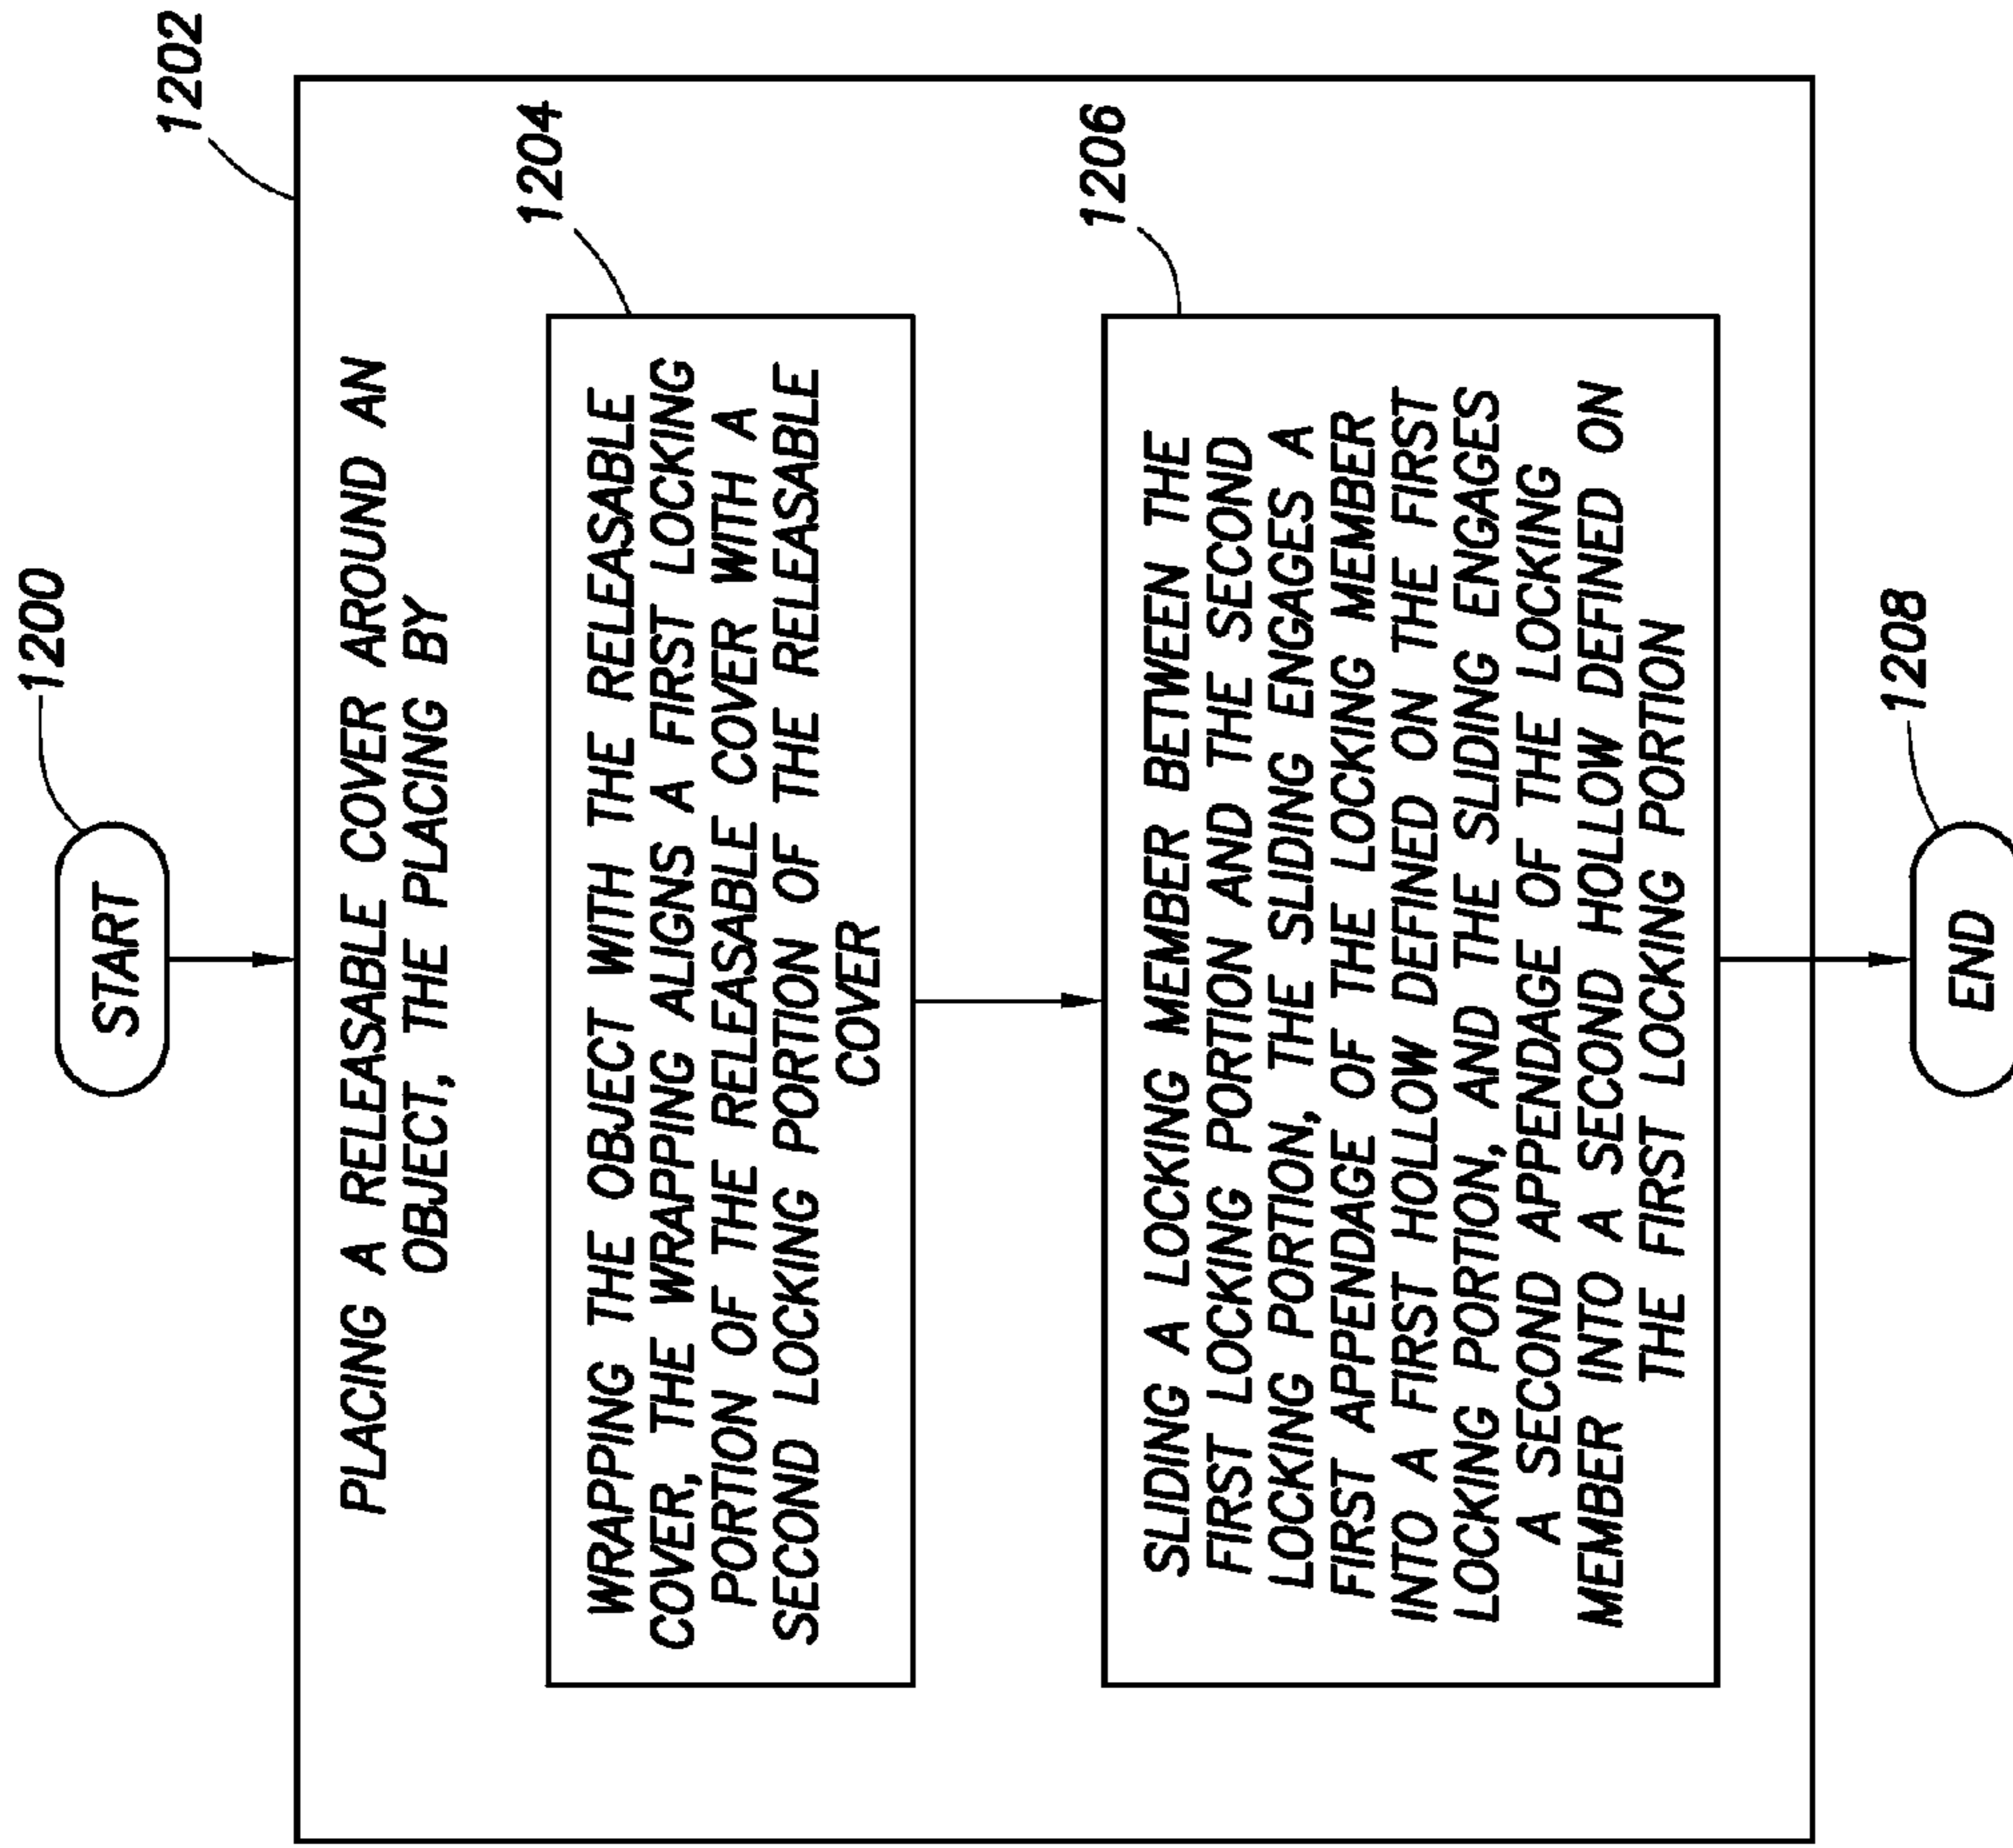 1200
START
1202
PLACING A RELEASABLE COVER AROUND AN
OBJECT, THE PLACING BY
1204
WRAPPING THE OBJECT WITH THE RELEASABLE
COVER, THE WRAPPING ALIGNS A FIRST LOCKING
PORTION OF THE RELEASABLE COVER WITH A
SECOND LOCKING PORTION OF THE RELEASABLE
COVER
1206
SLIDING A LOCKING MEMBER BETWEEN THE
FIRST LOCKING PORTION AND THE SECOND
LOCKING PORTION, THE SLIDING ENGAGES A
FIRST APPENDAGE OF THE LOCKING MEMBER
INTO A FIRST HOLLOW DEFINED ON THE FIRST
LOCKING PORTION, AND THE SLIDING ENGAGES
A SECOND APPENDAGE OF THE LOCKING
MEMBER INTO A SECOND HOLLOW DEFINED ON
THE FIRST LOCKING PORTION
1208
END